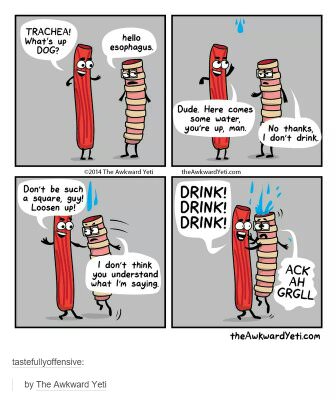 TRACHEA!
What's up
DOG?
hello
esophagus.
Dude. Here comes
some water,
you're up, man.
No thanks,
I don't drink.
©2014 The Awkward Yeti
theAwkwardYeti.com
Don't be such
a square, guy!
Loosen up!
I don't think
you understand
what I'm saying.
DRINK!
DRINK!
DRINK!
ACK
AH
GRGLL
theAwkwardYeti.com
tastefullyoffensive:
by The Awkward Yeti